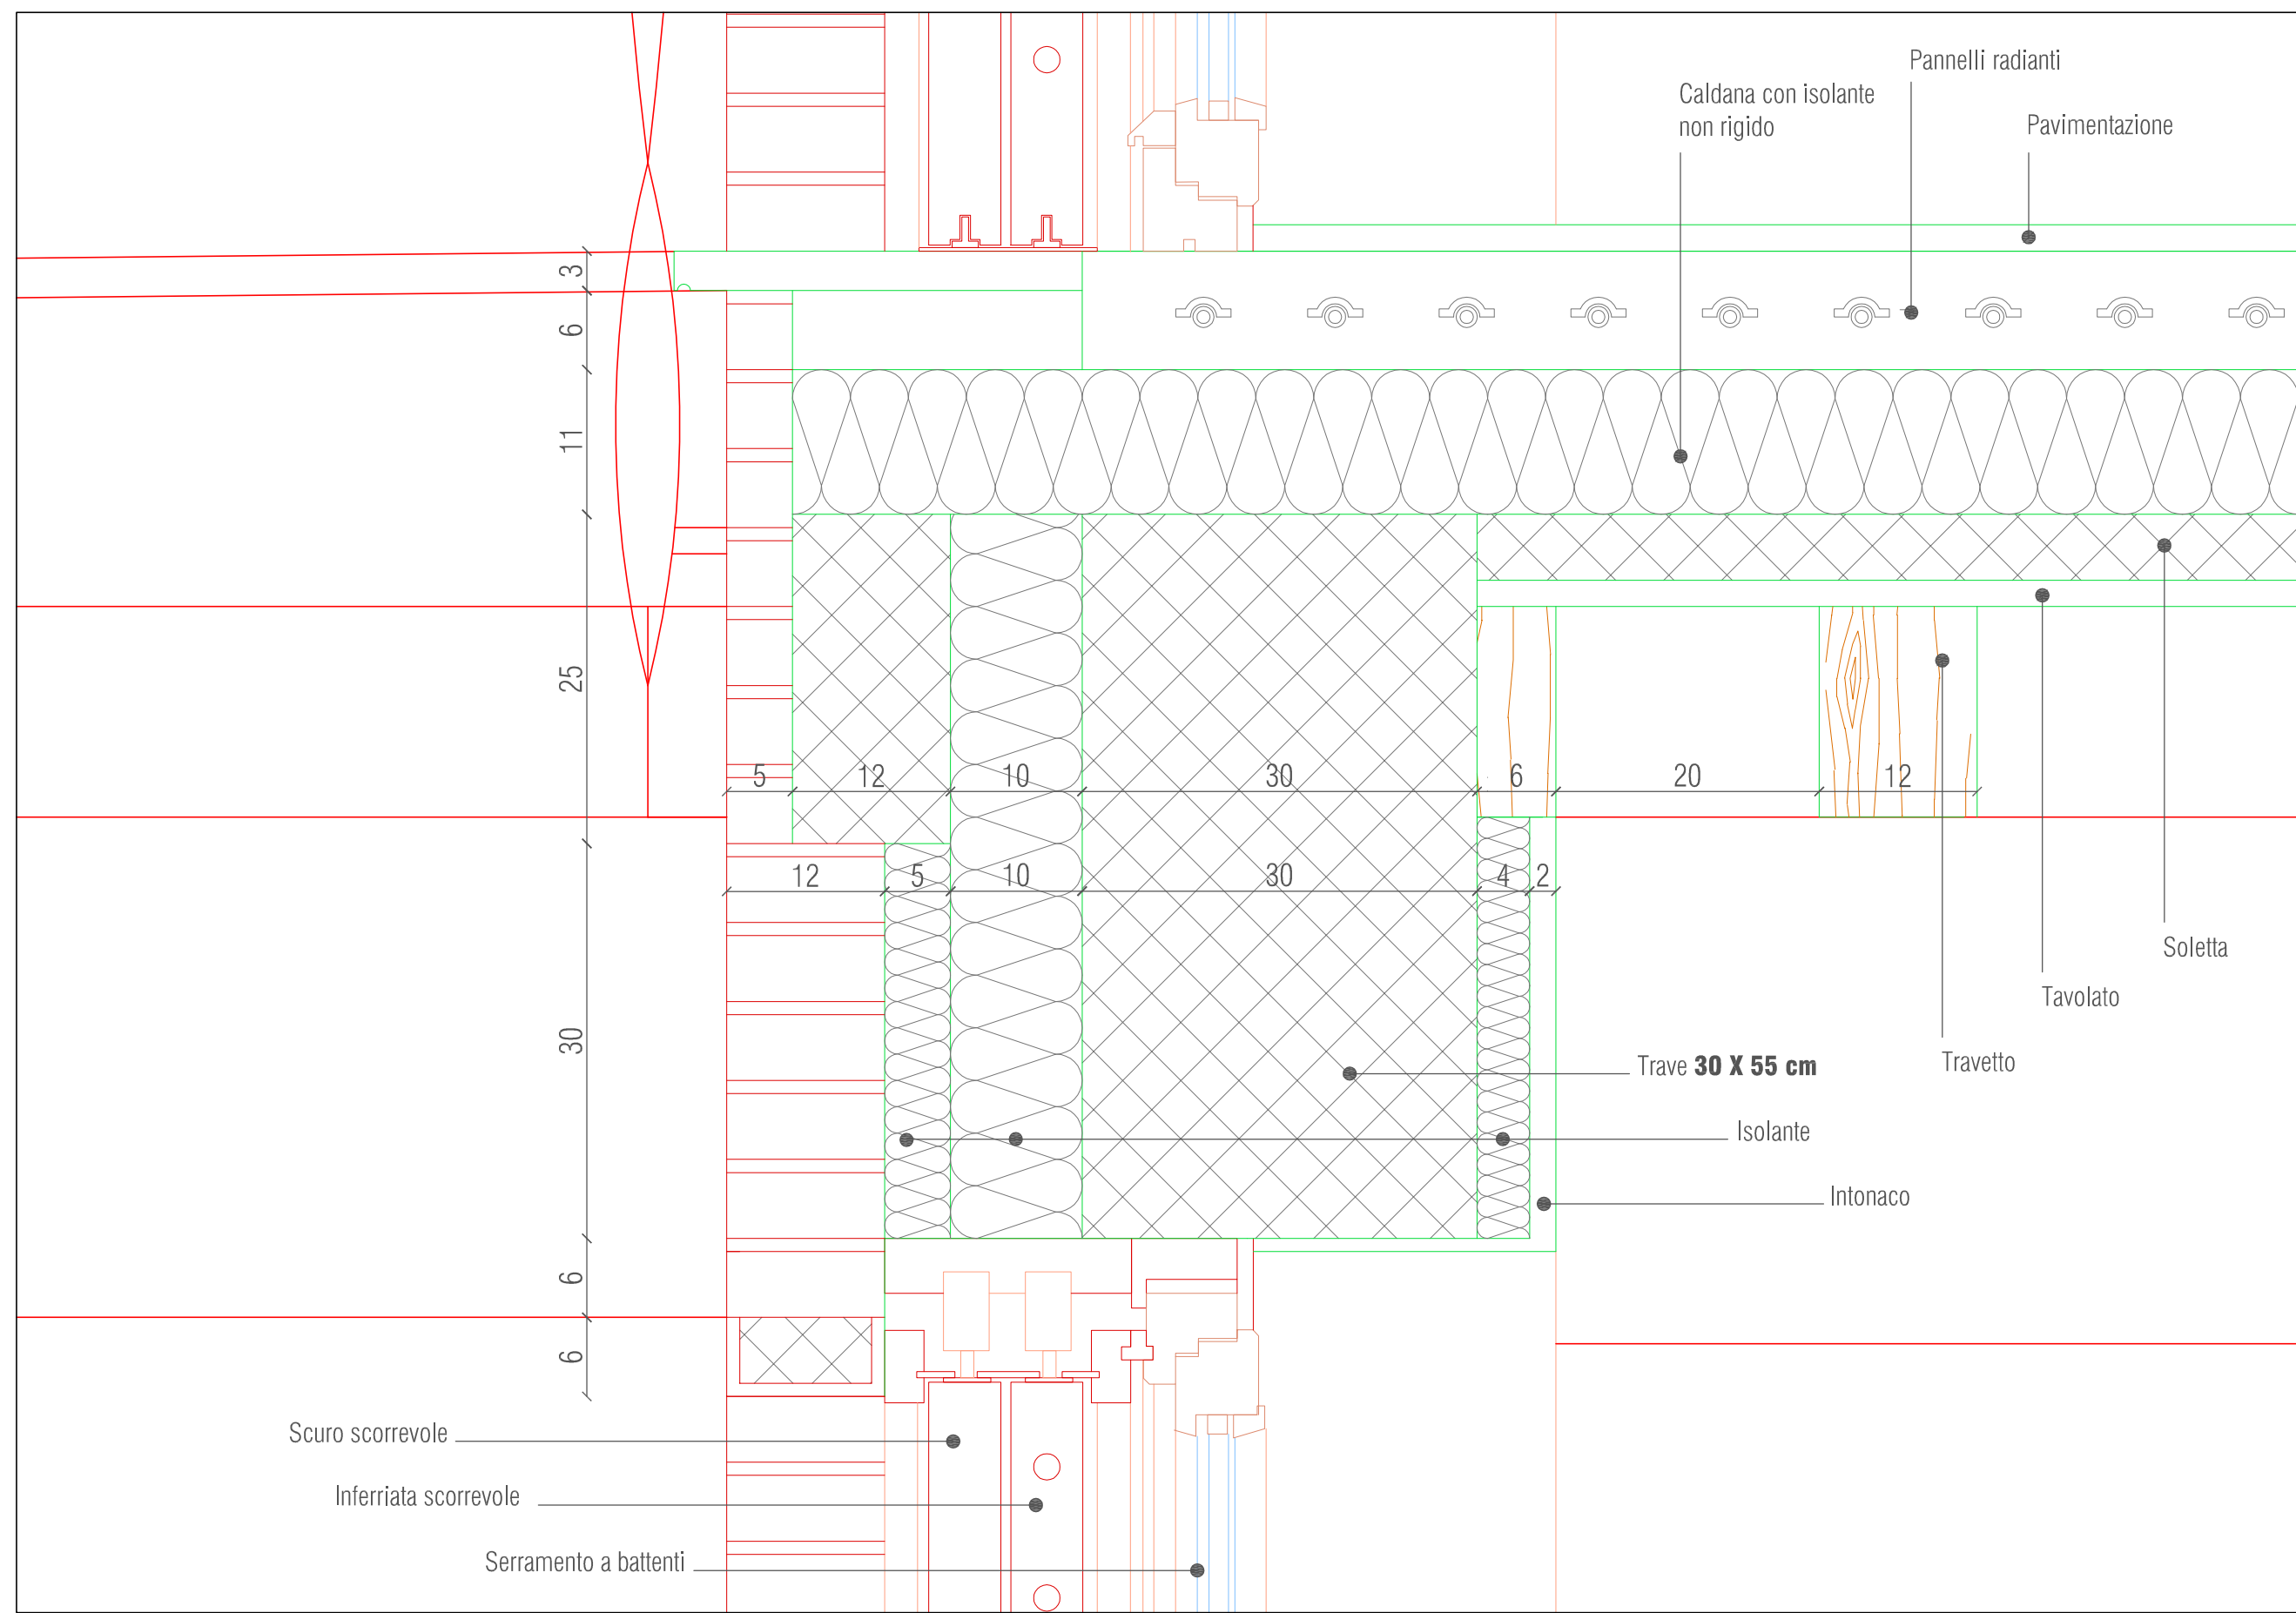 Pannelli radianti
Caldana con isolante
non rigido
Pavimentazione
3
6
11
25
30
6
6
5 12 10 30 6 20 12
12 5 10 30 4 2
Soletta
Tavolato
Travetto
Trave 30 X 55 cm
Isolante
Intonaco
Scuro scorrevole
Inferriata scorrevole
Serramento a battenti